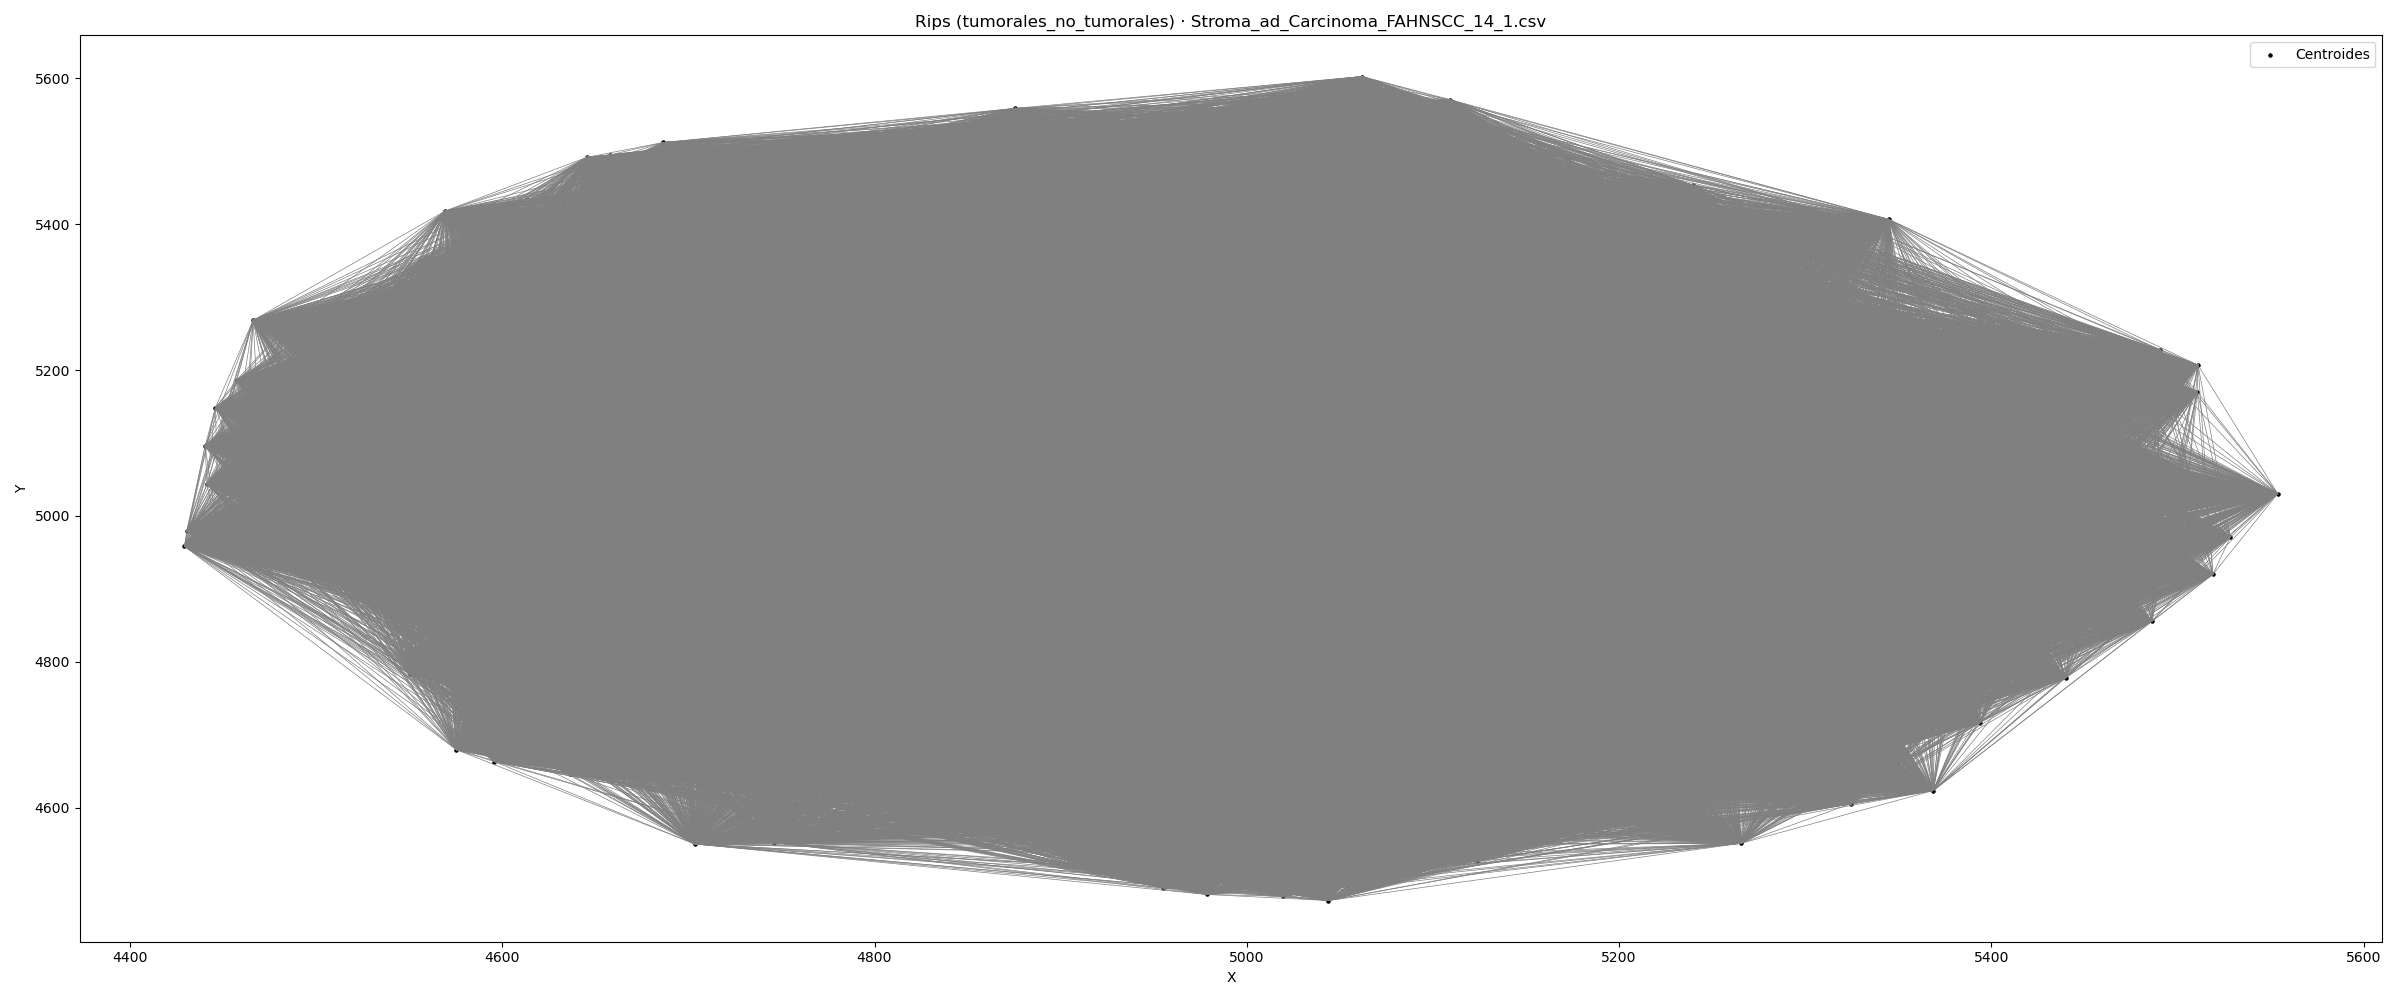 Rips (tumorales_no_tumorales) · Stroma_ad_Carcinoma_FAHNSCC_14_1.csv
Centroides
5600
5400
5200
5000
4800
4600
Y
4400 4600 4800 5000 5200 5400 5600
X